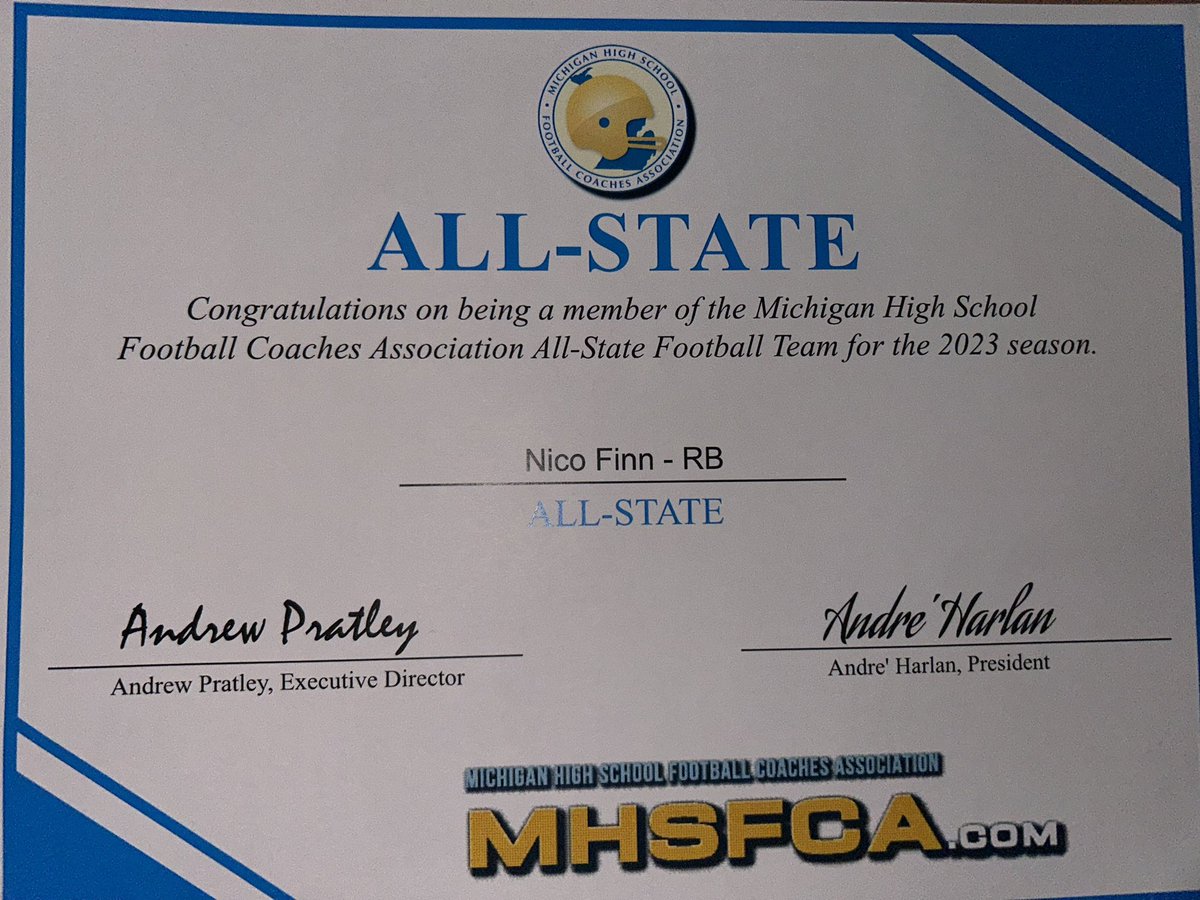 • MICHIGAN HIGH SCHOOL •
FOOTBALL COACHES ASSOCIATION
ALL-STATE
Congratulations on being a member of the Michigan High School
Football Coaches Association All-State Football Team for the 2023 season.
Nico Finn - RB
ALL-STATE
Andrew Pratley
Andrew Pratley, Executive Director
Andre' Harlan
Andre' Harlan, President
MICHIGAN HIGH SCHOOL FOOTBALL COACHES ASSOCIATION
MHSFCA.COM